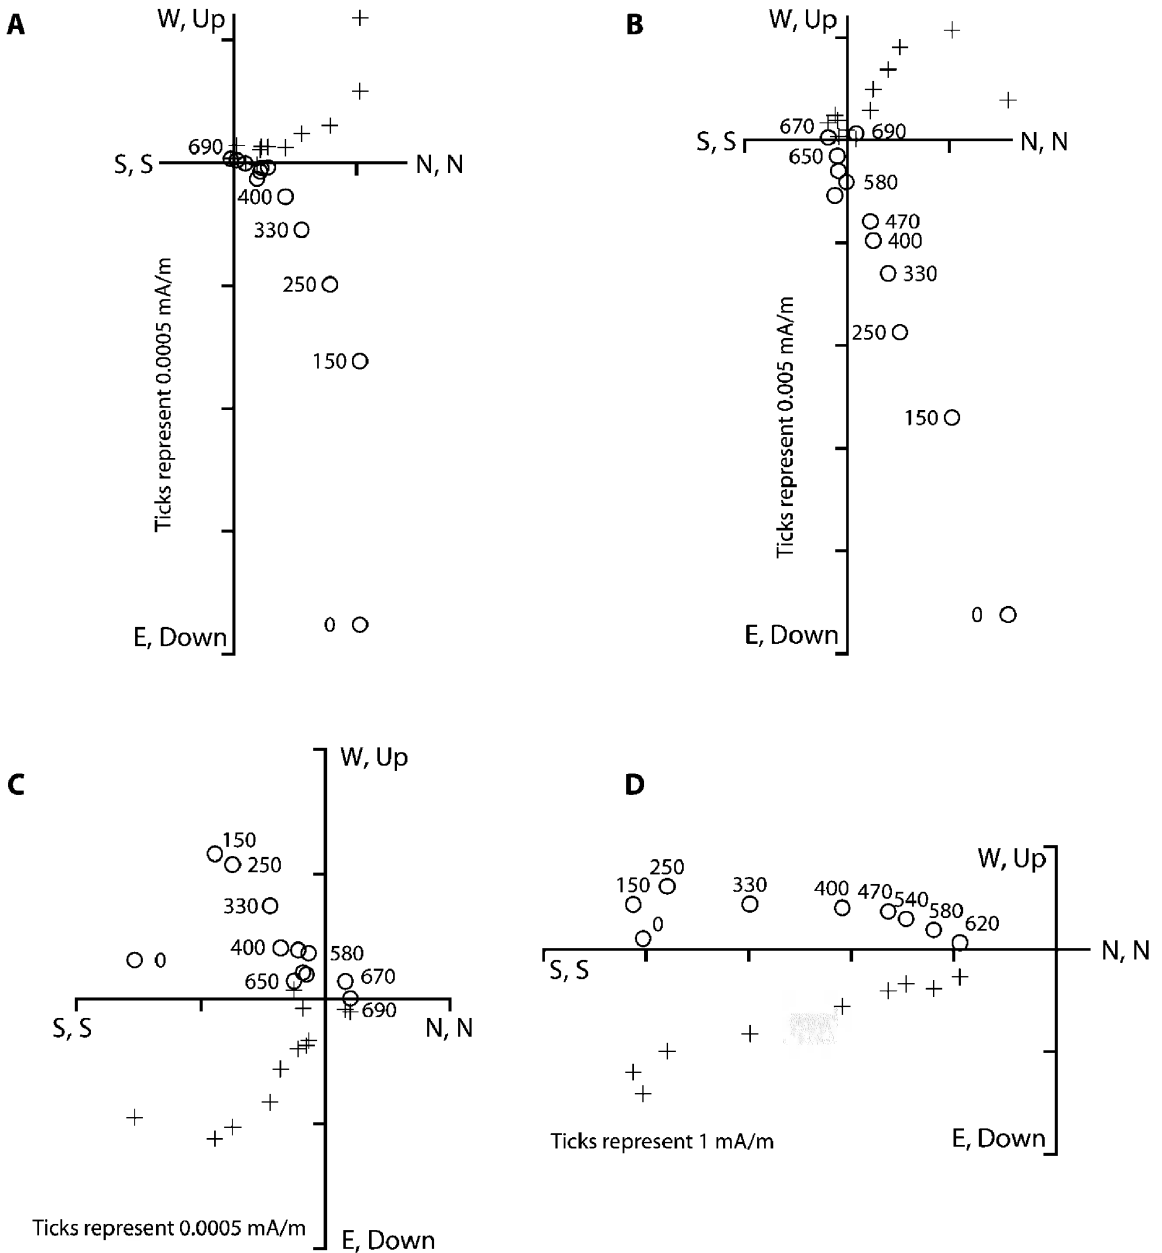 A
W, Up
690
S, S
N, N
400
330
250
150
0
Ticks represent 0.0005 mA/m
E, Down
B
W, Up
670
690
S, S
N, N
650
580
470
400
330
250
150
0
Ticks represent 0.005 mA/m
E, Down
C
W, Up
150
250
330
400
580
0
650
670
690
S, S
N, N
Ticks represent 0.0005 mA/m
E, Down
D
W, Up
250
150
330
400
470
540
580
620
0
S, S
N, N
Ticks represent 1 mA/m
E, Down